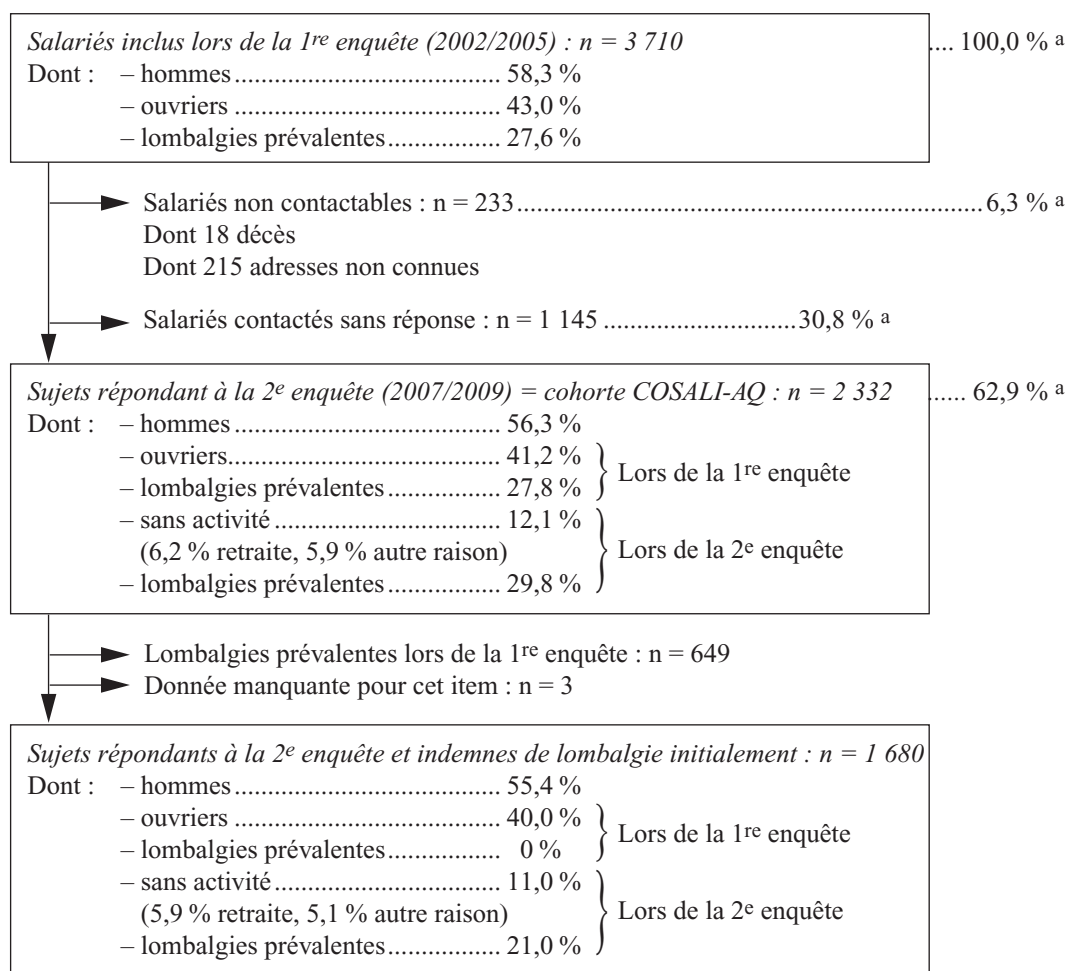 Salariés inclus lors de la 1re enquête (2002/2005) : n = 3 710 .... 100,0 % a
Dont : – hommes................................ 58,3 %
– ouvriers ................................ 43,0 %
– lombalgies prévalentes................. 27,6 %
Salariés non contactables : n = 233....................................................................................6,3 % a
Dont 18 décès
Dont 215 adresses non connues
Salariés contactés sans réponse : n = 1 145 .............................30,8 % a
Sujets répondant à la 2e enquête (2007/2009) = cohorte COSALI-AQ : n = 2 332 ...... 62,9 % a
Dont : – hommes................................ 56,3 %
– ouvriers................................. 41,2 %
– lombalgies prévalentes................. 27,8 %
Lors de la 1re enquête
– sans activité ........................... 12,1 %
(6,2 % retraite, 5,9 % autre raison)
– lombalgies prévalentes................. 29,8 %
Lors de la 2e enquête
Lombalgies prévalentes lors de la 1re enquête : n = 649
Donnée manquante pour cet item : n = 3
Sujets répondants à la 2e enquête et indemnes de lombalgie initialement : n = 1 680
Dont : – hommes................................ 55,4 %
– ouvriers ................................ 40,0 %
– lombalgies prévalentes................. 0 %
Lors de la 1re enquête
– sans activité ........................... 11,0 %
(5,9 % retraite, 5,1 % autre raison)
– lombalgies prévalentes................. 21,0 %
Lors de la 2e enquête